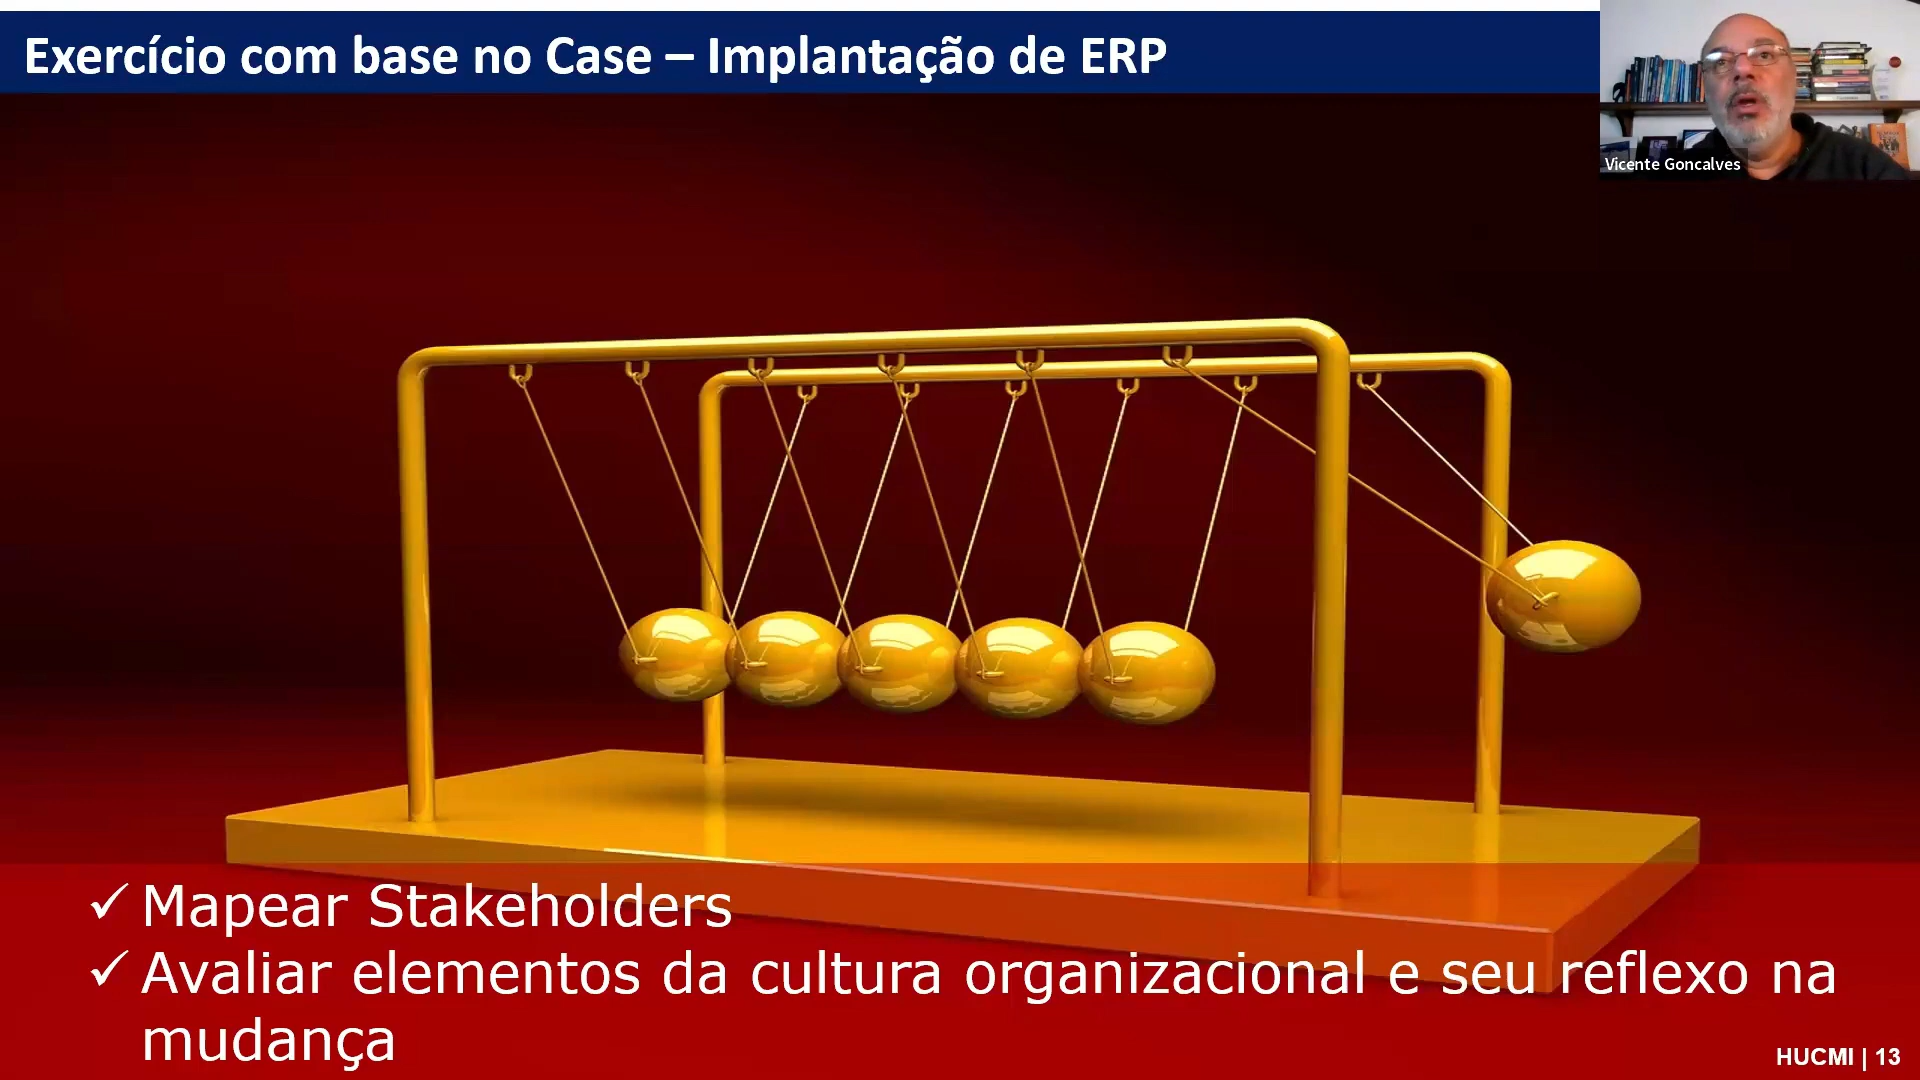 Exercício com base no Case – Implantação de ERP
Vicente Goncalves
✓ Mapear Stakeholders
✓ Avaliar elementos da cultura organizacional e seu reflexo na
mudança
HUCMI | 13